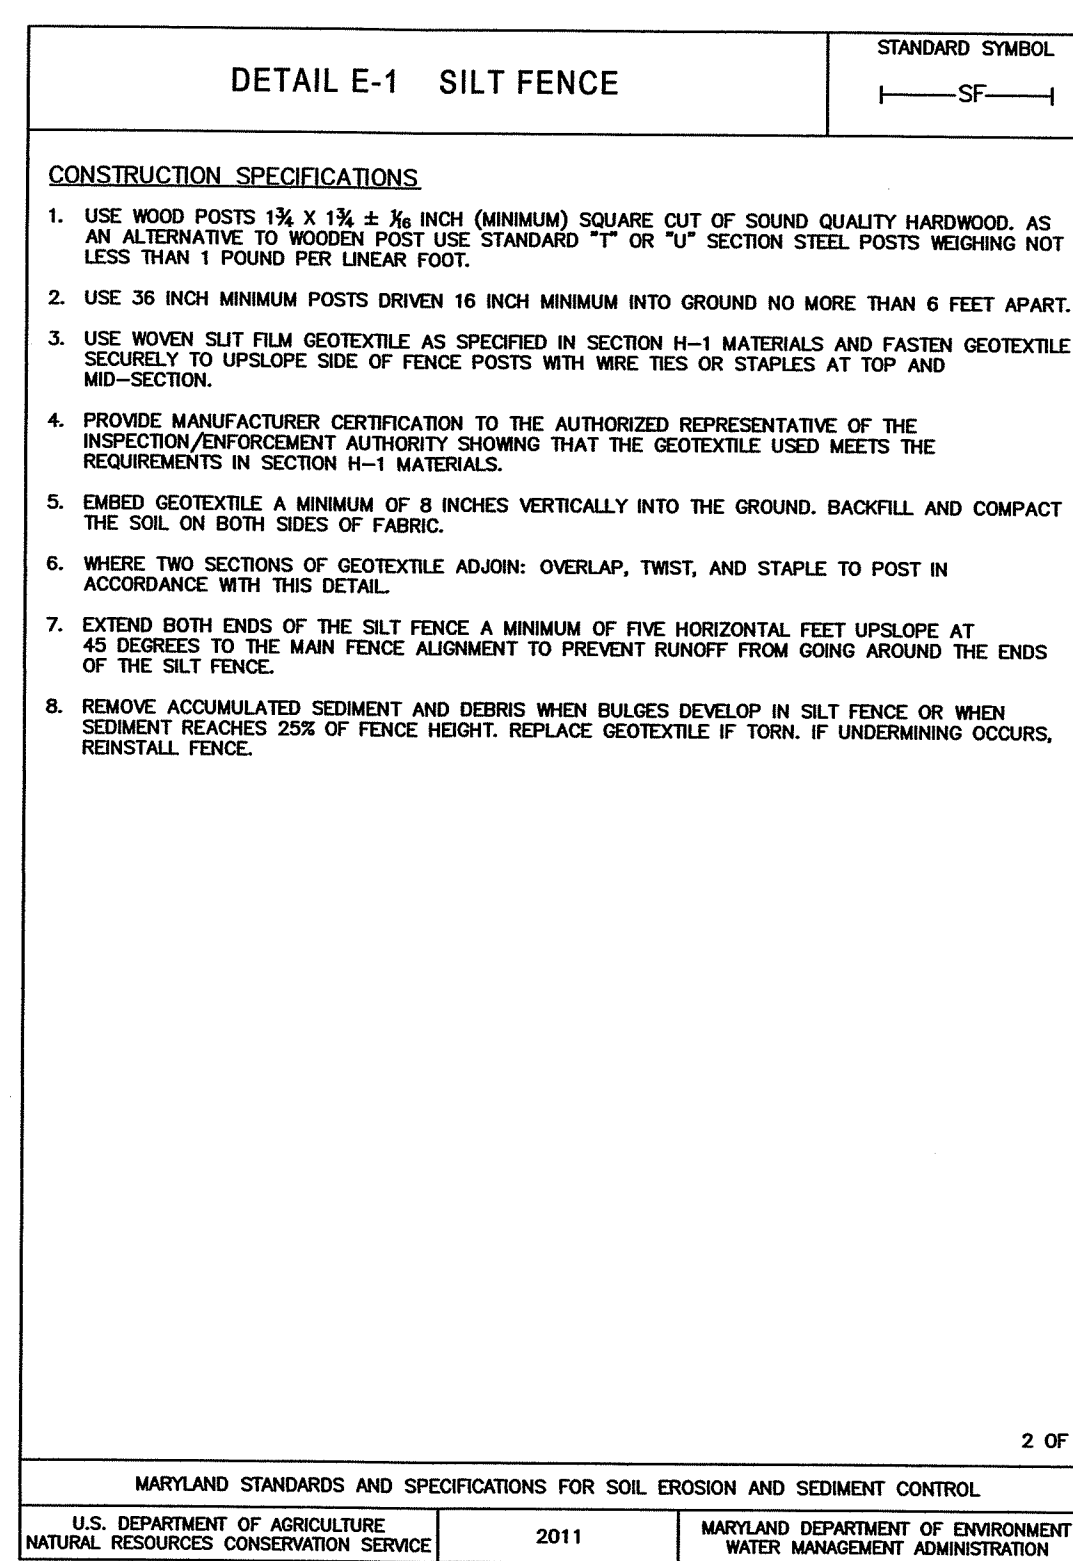 DETAIL E-1 SILT FENCE
STANDARD SYMBOL
SF
CONSTRUCTION SPECIFICATIONS
1. USE WOOD POSTS 1¾ X 1¾ ± 1/16 INCH (MINIMUM) SQUARE CUT OF SOUND QUALITY HARDWOOD. AS
AN ALTERNATIVE TO WOODEN POST USE STANDARD "T" OR "U" SECTION STEEL POSTS WEIGHING NOT
LESS THAN 1 POUND PER LINEAR FOOT.
2. USE 36 INCH MINIMUM POSTS DRIVEN 16 INCH MINIMUM INTO GROUND NO MORE THAN 6 FEET APART.
3. USE WOVEN SLIT FILM GEOTEXTILE AS SPECIFIED IN SECTION H-1 MATERIALS AND FASTEN GEOTEXTILE
SECURELY TO UPSLOPE SIDE OF FENCE POSTS WITH WIRE TIES OR STAPLES AT TOP AND
MID-SECTION.
4. PROVIDE MANUFACTURER CERTIFICATION TO THE AUTHORIZED REPRESENTATIVE OF THE
INSPECTION/ENFORCEMENT AUTHORITY SHOWING THAT THE GEOTEXTILE USED MEETS THE
REQUIREMENTS IN SECTION H-1 MATERIALS.
5. EMBED GEOTEXTILE A MINIMUM OF 8 INCHES VERTICALLY INTO THE GROUND. BACKFILL AND COMPACT
THE SOIL ON BOTH SIDES OF FABRIC.
6. WHERE TWO SECTIONS OF GEOTEXTILE ADJOIN: OVERLAP, TWIST, AND STAPLE TO POST IN
ACCORDANCE WITH THIS DETAIL.
7. EXTEND BOTH ENDS OF THE SILT FENCE A MINIMUM OF FIVE HORIZONTAL FEET UPSLOPE AT
45 DEGREES TO THE MAIN FENCE ALIGNMENT TO PREVENT RUNOFF FROM GOING AROUND THE ENDS
OF THE SILT FENCE.
8. REMOVE ACCUMULATED SEDIMENT AND DEBRIS WHEN BULGES DEVELOP IN SILT FENCE OR WHEN
SEDIMENT REACHES 25% OF FENCE HEIGHT. REPLACE GEOTEXTILE IF TORN. IF UNDERMINING OCCURS,
REINSTALL FENCE.
2 OF
MARYLAND STANDARDS AND SPECIFICATIONS FOR SOIL EROSION AND SEDIMENT CONTROL
U.S. DEPARTMENT OF AGRICULTURE
NATURAL RESOURCES CONSERVATION SERVICE
2011
MARYLAND DEPARTMENT OF ENVIRONMENT
WATER MANAGEMENT ADMINISTRATION